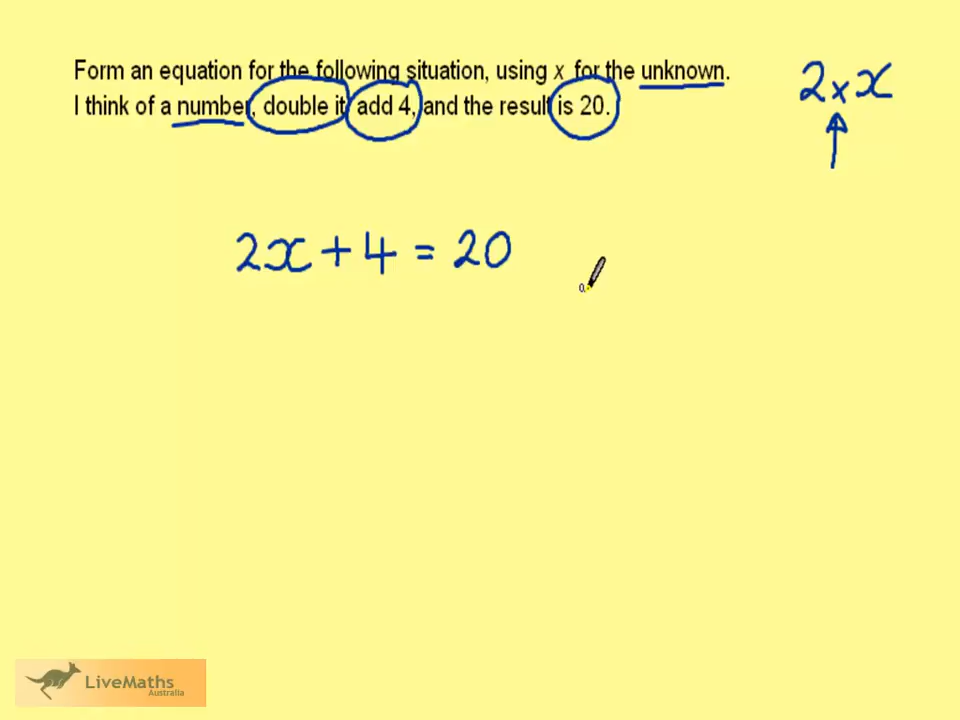 Form an equation for the following situation, using x for the unknown.
I think of a number, double it, add 4, and the result is 20.
2 × x
2x + 4 = 20
LiveMaths
Australia